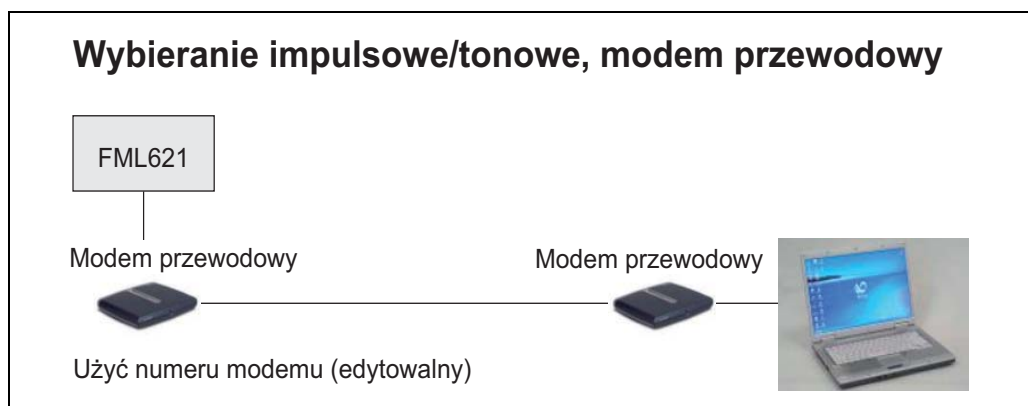 Wybieranie impulsowe/tonowe, modem przewodowy
FML621
Modem przewodowy
Modem przewodowy
Użyć numeru modemu (edytowalny)